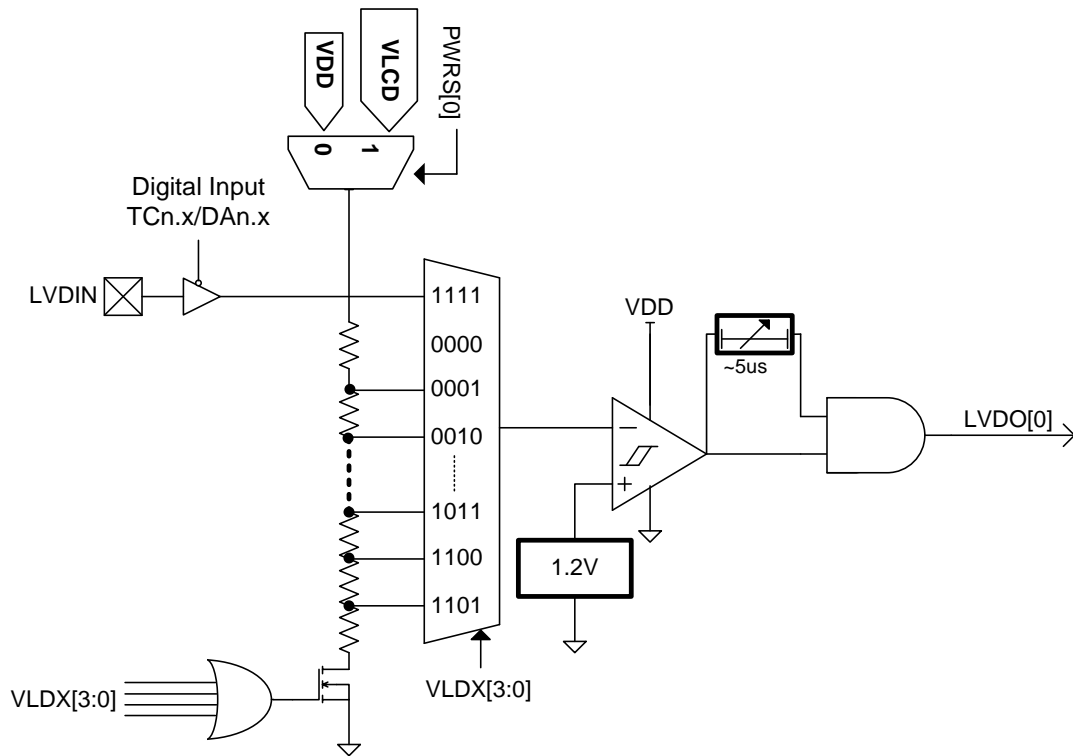 VDD
VLCD
PWRS[0]
0
1
Digital Input
TCn.x/DAn.x
LVDIN
1111
0000
0001
0010
1011
1100
1101
VDD
~5us
LVDO[0]
1.2V
VLDX[3:0]
VLDX[3:0]